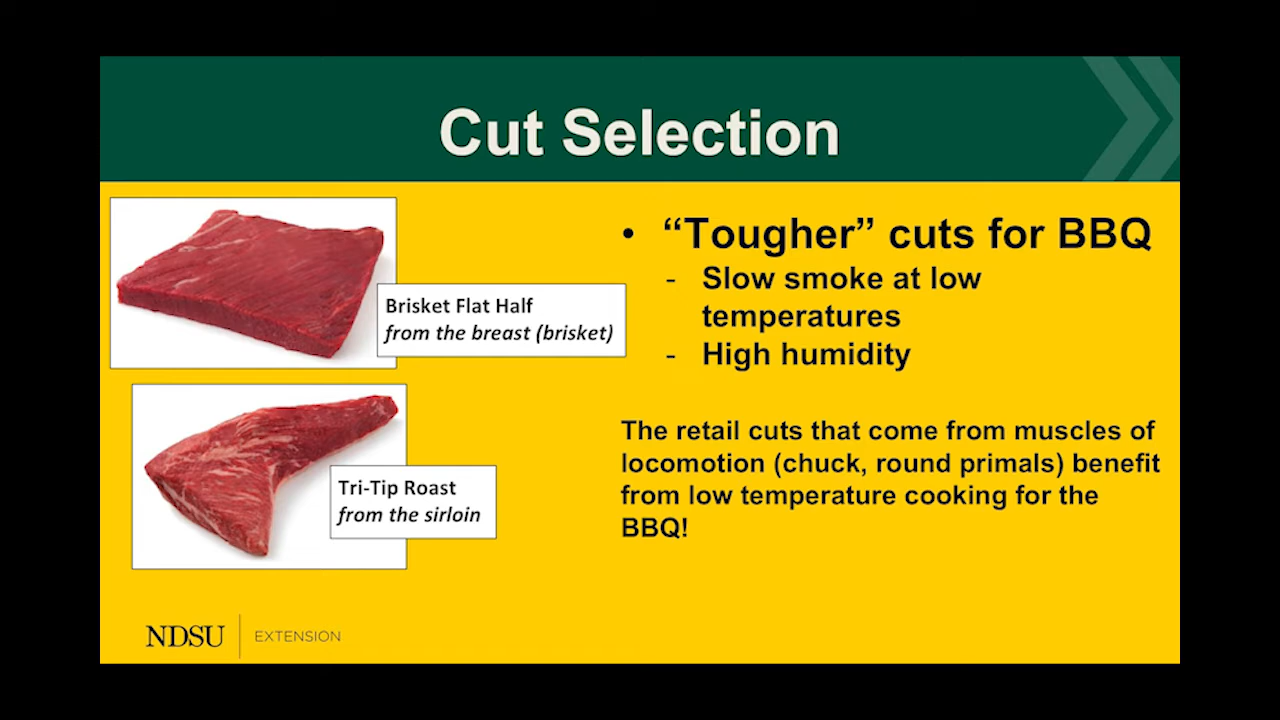 Cut Selection
Brisket Flat Half
from the breast (brisket)
Tri-Tip Roast
from the sirloin
• “Tougher” cuts for BBQ
- Slow smoke at low
temperatures
- High humidity
The retail cuts that come from muscles of
locomotion (chuck, round primals) benefit
from low temperature cooking for the
BBQ!
NDSU EXTENSION